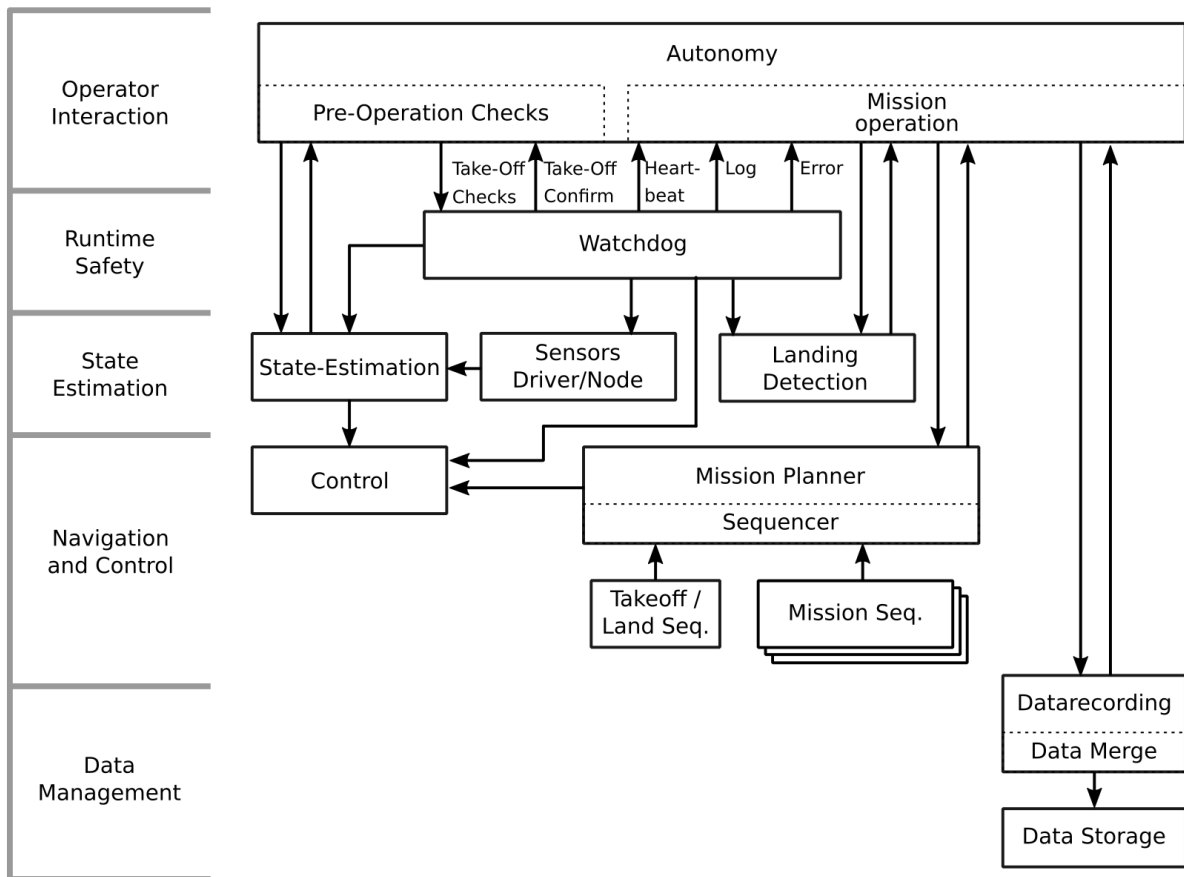 Operator
Interaction
Autonomy
Pre-Operation Checks
Mission
operation
Take-Off
Checks
Take-Off
Confirm
Heart-
beat
Log
Error
Runtime
Safety
Watchdog
State
Estimation
State-Estimation
Sensors
Driver/Node
Landing
Detection
Navigation
and Control
Control
Mission Planner
Sequencer
Takeoff /
Land Seq.
Mission Seq.
Data
Management
Datarecording
Data Merge
Data Storage